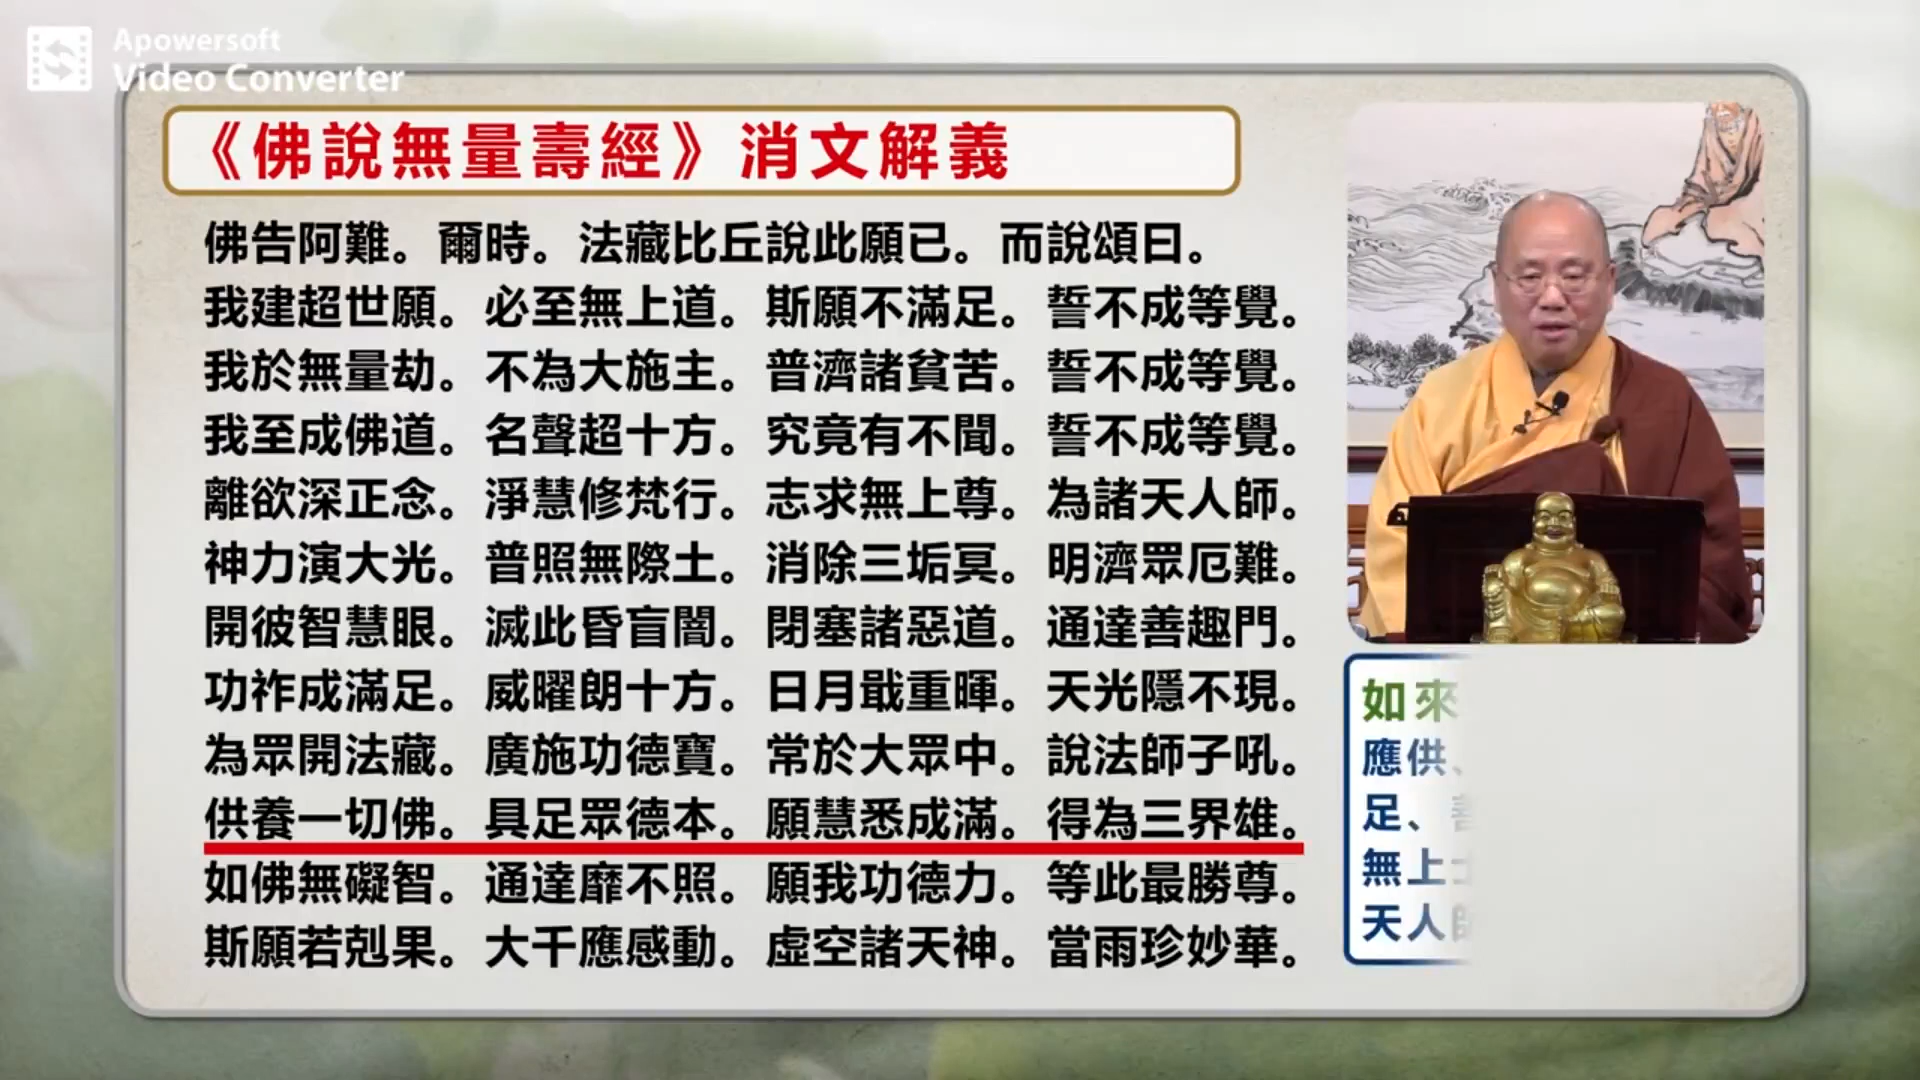 Apowersoft
Video Converter
《佛說無量壽經》消文解義
佛告阿難。爾時。法藏比丘說此願已。而說頌曰。
我建超世願。必至無上道。斯願不滿足。誓不成等覺。
我於無量劫。不為大施主。普濟諸貧苦。誓不成等覺。
我至成佛道。名聲超十方。究竟有不聞。誓不成等覺。
離欲深正念。淨慧修梵行。志求無上尊。為諸天人師。
神力演大光。普照無際土。消除三垢冥。明濟眾厄難。
開彼智慧眼。滅此昏盲闇。閉塞諸惡道。通達善趣門。
功祚成滿足。威曜朗十方。日月戢重暉。天光隱不現。
為眾開法藏。廣施功德寶。常於大眾中。說法師子吼。
供養一切佛。具足眾德本。願慧悉成滿。得為三界雄。
如佛無礙智。通達靡不照。願我功德力。等此最勝尊。
斯願若剋果。大千應感動。虛空諸天神。當雨珍妙華。
如來
應供、
足、
無上
天人